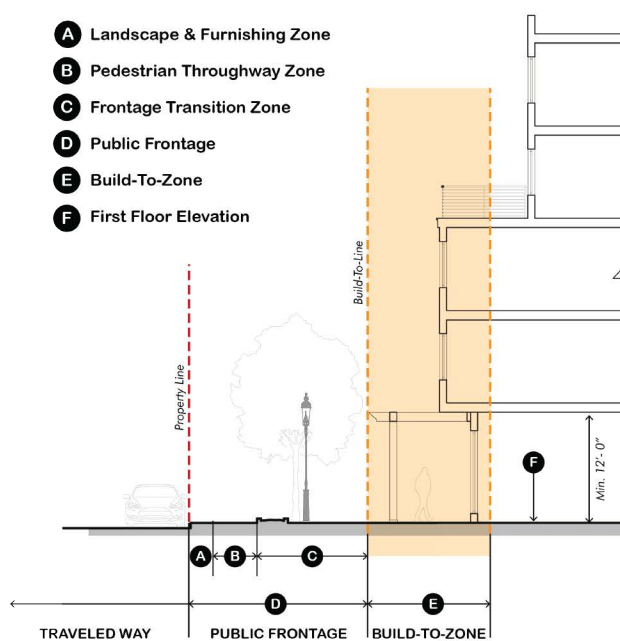 A Landscape & Furnishing Zone
B Pedestrian Throughway Zone
C Frontage Transition Zone
D Public Frontage
E Build-To-Zone
F First Floor Elevation
Build-To-Line
Property Line
F
Min. 12'- 0"
A B C
D E
TRAVELED WAY PUBLIC FRONTAGE BUILD-TO-ZONE